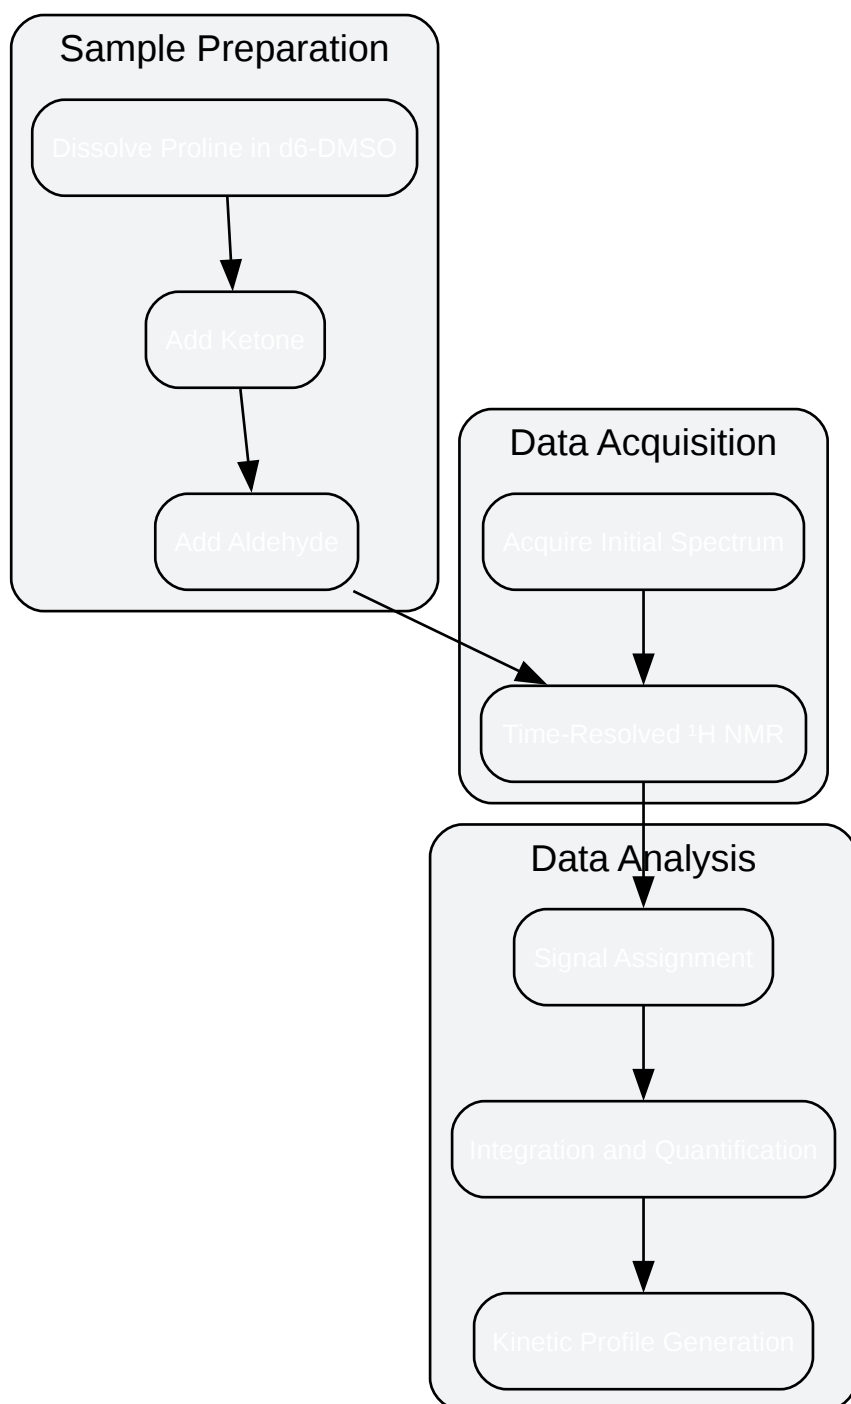 Sample Preparation
Dissolve Proline in d6-DMSO
Add Ketone
Add Aldehyde
Data Acquisition
Acquire Initial Spectrum
Time-Resolved ¹H NMR
Data Analysis
Signal Assignment
Integration and Quantification
Kinetic Profile Generation